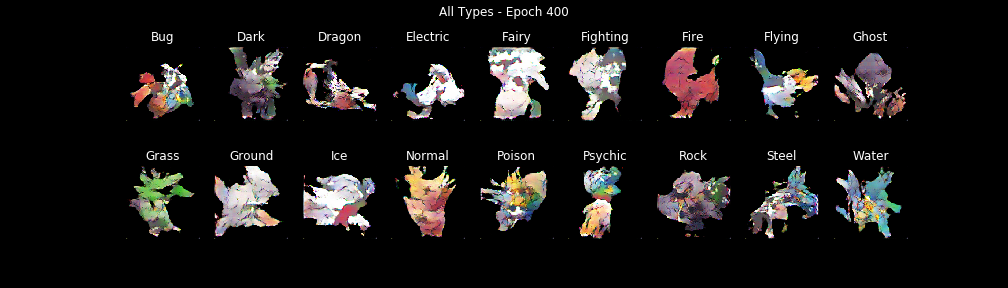 All Types - Epoch 400
Bug Dark Dragon Electric Fairy Fighting Fire Flying Ghost
Grass Ground Ice Normal Poison Psychic Rock Steel Water